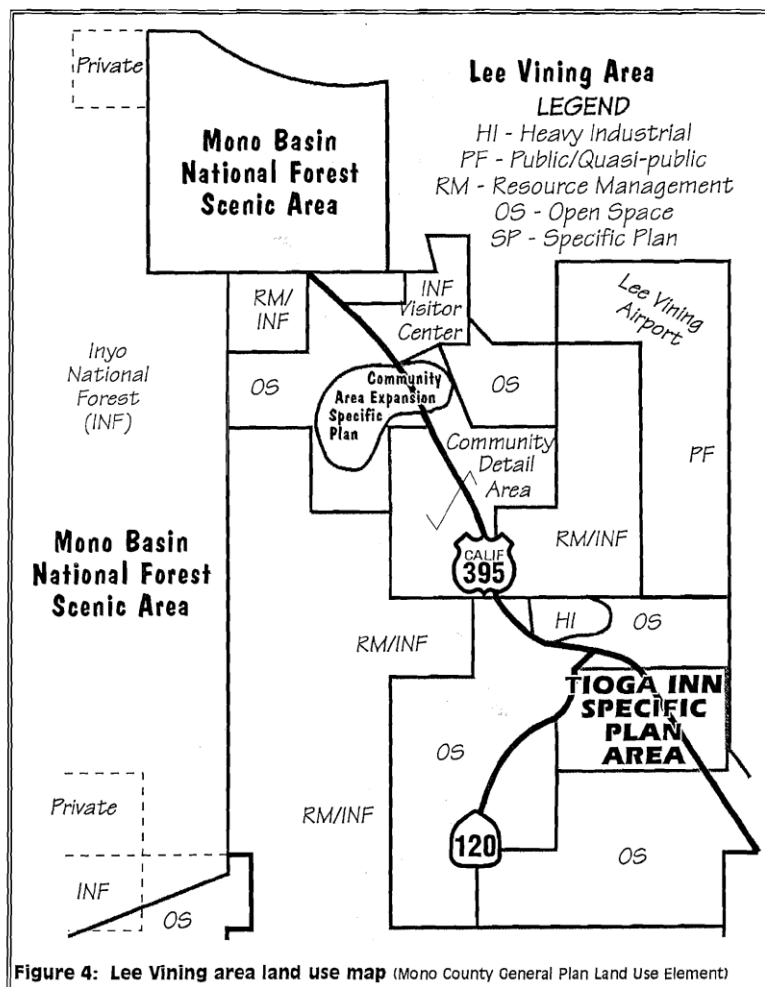 Private
Lee Vining Area
LEGEND
HI - Heavy Industrial
PF - Public/Quasi-public
RM - Resource Management
OS - Open Space
SP - Specific Plan
Mono Basin
National Forest
Scenic Area
RM/
INF
INF
Visitor
Center
Lee Vining
Airport
Inyo
National
Forest
(INF)
OS
Community
Area Expansion
Specific
Plan
OS
Community
Detail
Area
PF
Mono Basin
National Forest
Scenic Area
CALIF
395
RM/INF
RM/INF
HI
OS
TIOGA INN
SPECIFIC
PLAN
AREA
OS
Private
RM/INF
120
OS
INF
OS
Figure 4: Lee Vining area land use map (Mono County General Plan Land Use Element)